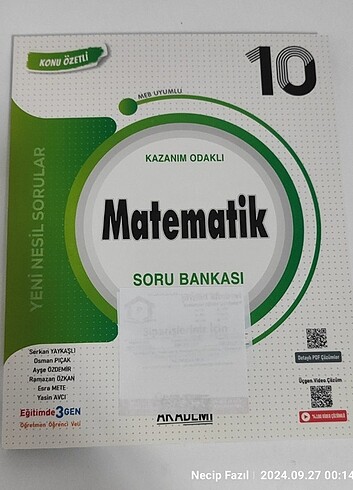 KONU ÖZETLİ
10
MEB UYUMLU
YENİ NESİL SORULAR
KAZANIM ODAKLI
Matematik
SORU BANKASI
Serkan YAYKAŞLI
Osman PIÇAK
Ayşe ÖZDEMİR
Ramazan ÖZKAN
Esra METE
Yasin AVCI
Eğitimde 3GEN
Öğretmen Öğrenci Veli
Detaylı PDF Çözümler
Üçgen Video Çözüm
AKADEMİ
Necip Fazıl | 2024.09.27 00:14